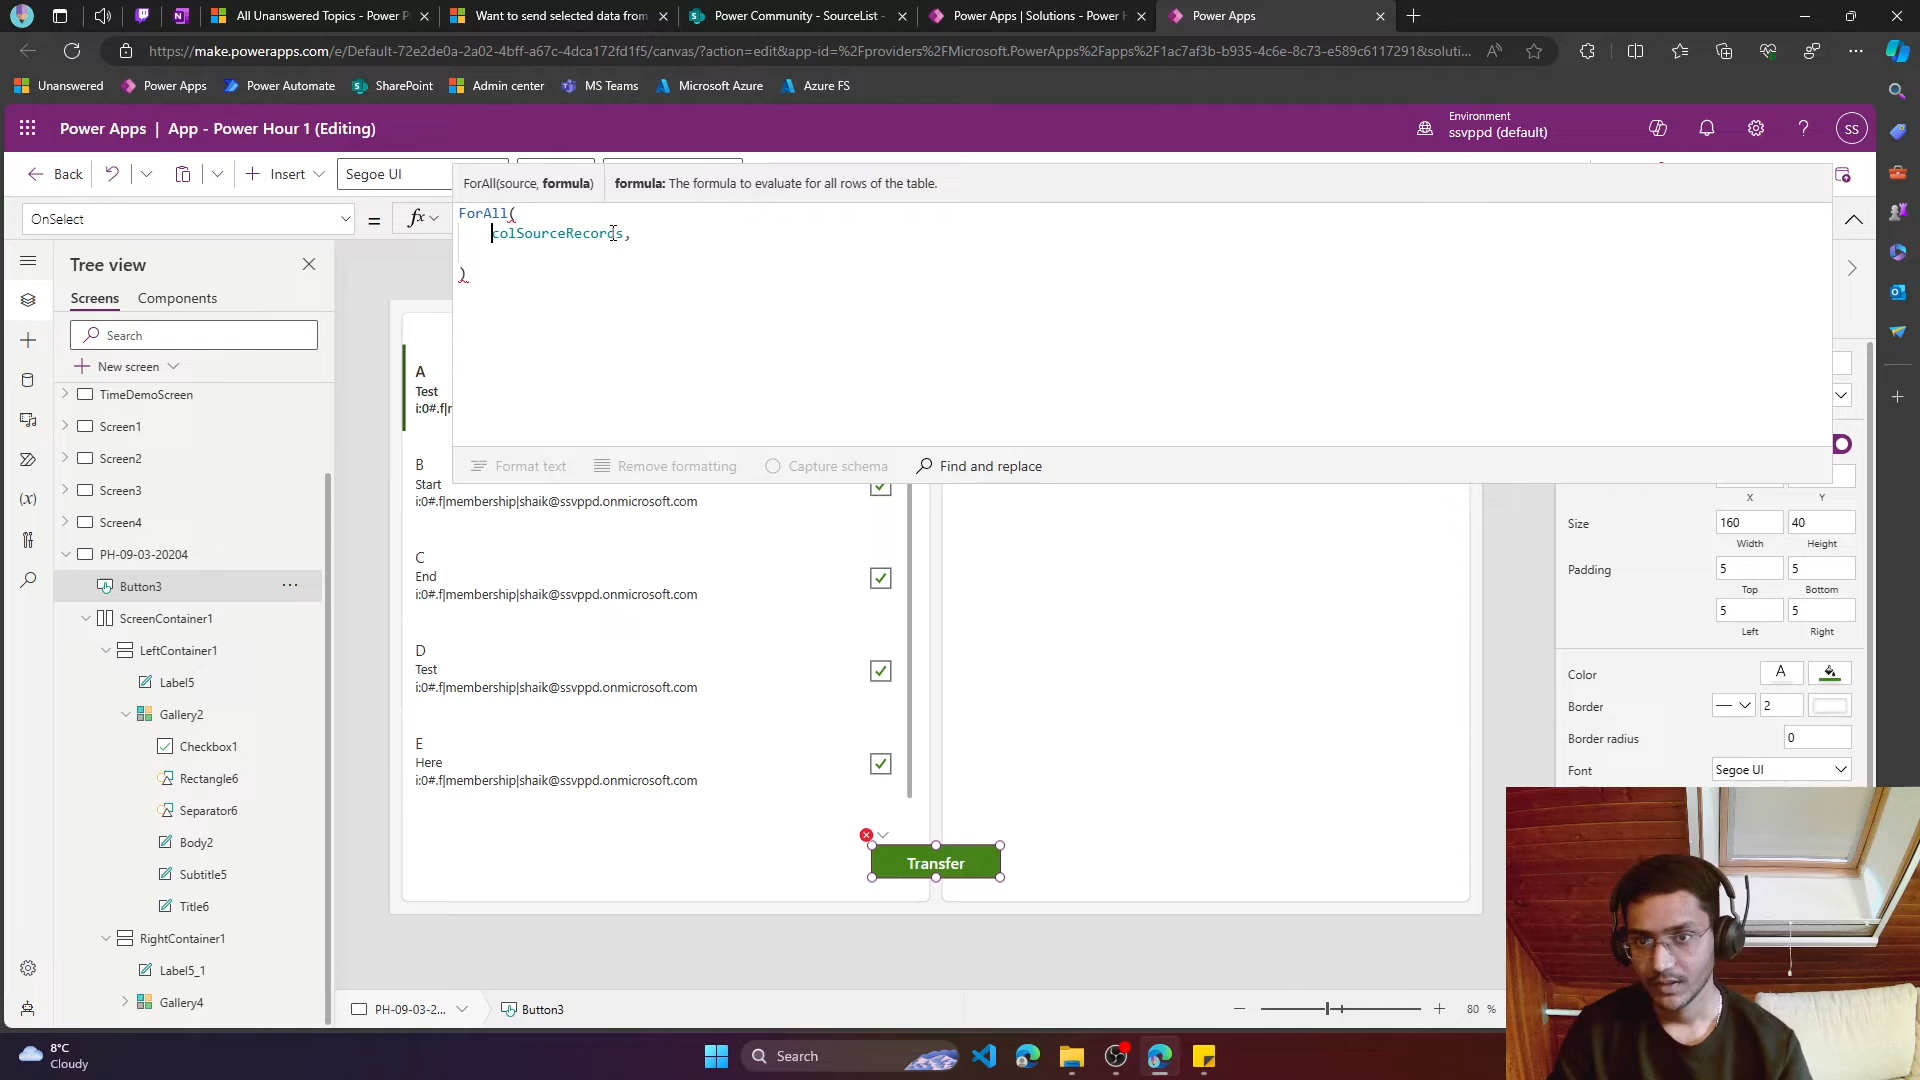 All Unanswered Topics - Power P
Want to send selected data from
Power Community - SourceList -
Power Apps | Solutions - Power H
Power Apps
https://make.powerapps.com/e/Default-72e2de0a-2a02-4bff-a67c-4dca172fd1f5/canvas/?action=edit&app-id=%2Fproviders%2FMicrosoft.PowerApps%2Fapps%2F1ac7af3b-b935-4c6e-8c73-e589c6117291&soluti...
Unanswered
Power Apps
Power Automate
SharePoint
Admin center
MS Teams
Microsoft Azure
Azure FS
Power Apps | App - Power Hour 1 (Editing)
Environment
ssvppd (default)
SS
Back
Insert
Segoe UI
ForAll(source, formula)
formula: The formula to evaluate for all rows of the table.
OnSelect
=
fx
ForAll(
colSourceRecords,
)
Format text
Remove formatting
Capture schema
Find and replace
Tree view
Screens
Components
Search
New screen
TimeDemoScreen
Screen1
Screen2
Screen3
Screen4
PH-09-03-20204
Button3
ScreenContainer1
LeftContainer1
Label5
Gallery2
Checkbox1
Rectangle6
Separator6
Body2
Subtitle5
Title6
RightContainer1
Label5_1
Gallery4
A
Test
i:0#.f|
B
Start
i:0#.f|membership|shaik@ssvppd.onmicrosoft.com
C
End
i:0#.f|membership|shaik@ssvppd.onmicrosoft.com
D
Test
i:0#.f|membership|shaik@ssvppd.onmicrosoft.com
E
Here
i:0#.f|membership|shaik@ssvppd.onmicrosoft.com
Transfer
X
Y
Size
160
40
Width
Height
Padding
5
5
Top
Bottom
5
5
Left
Right
Color
A
Border
2
Border radius
0
Font
Segoe UI
PH-09-03-2...
Button3
80 %
8°C
Cloudy
Search